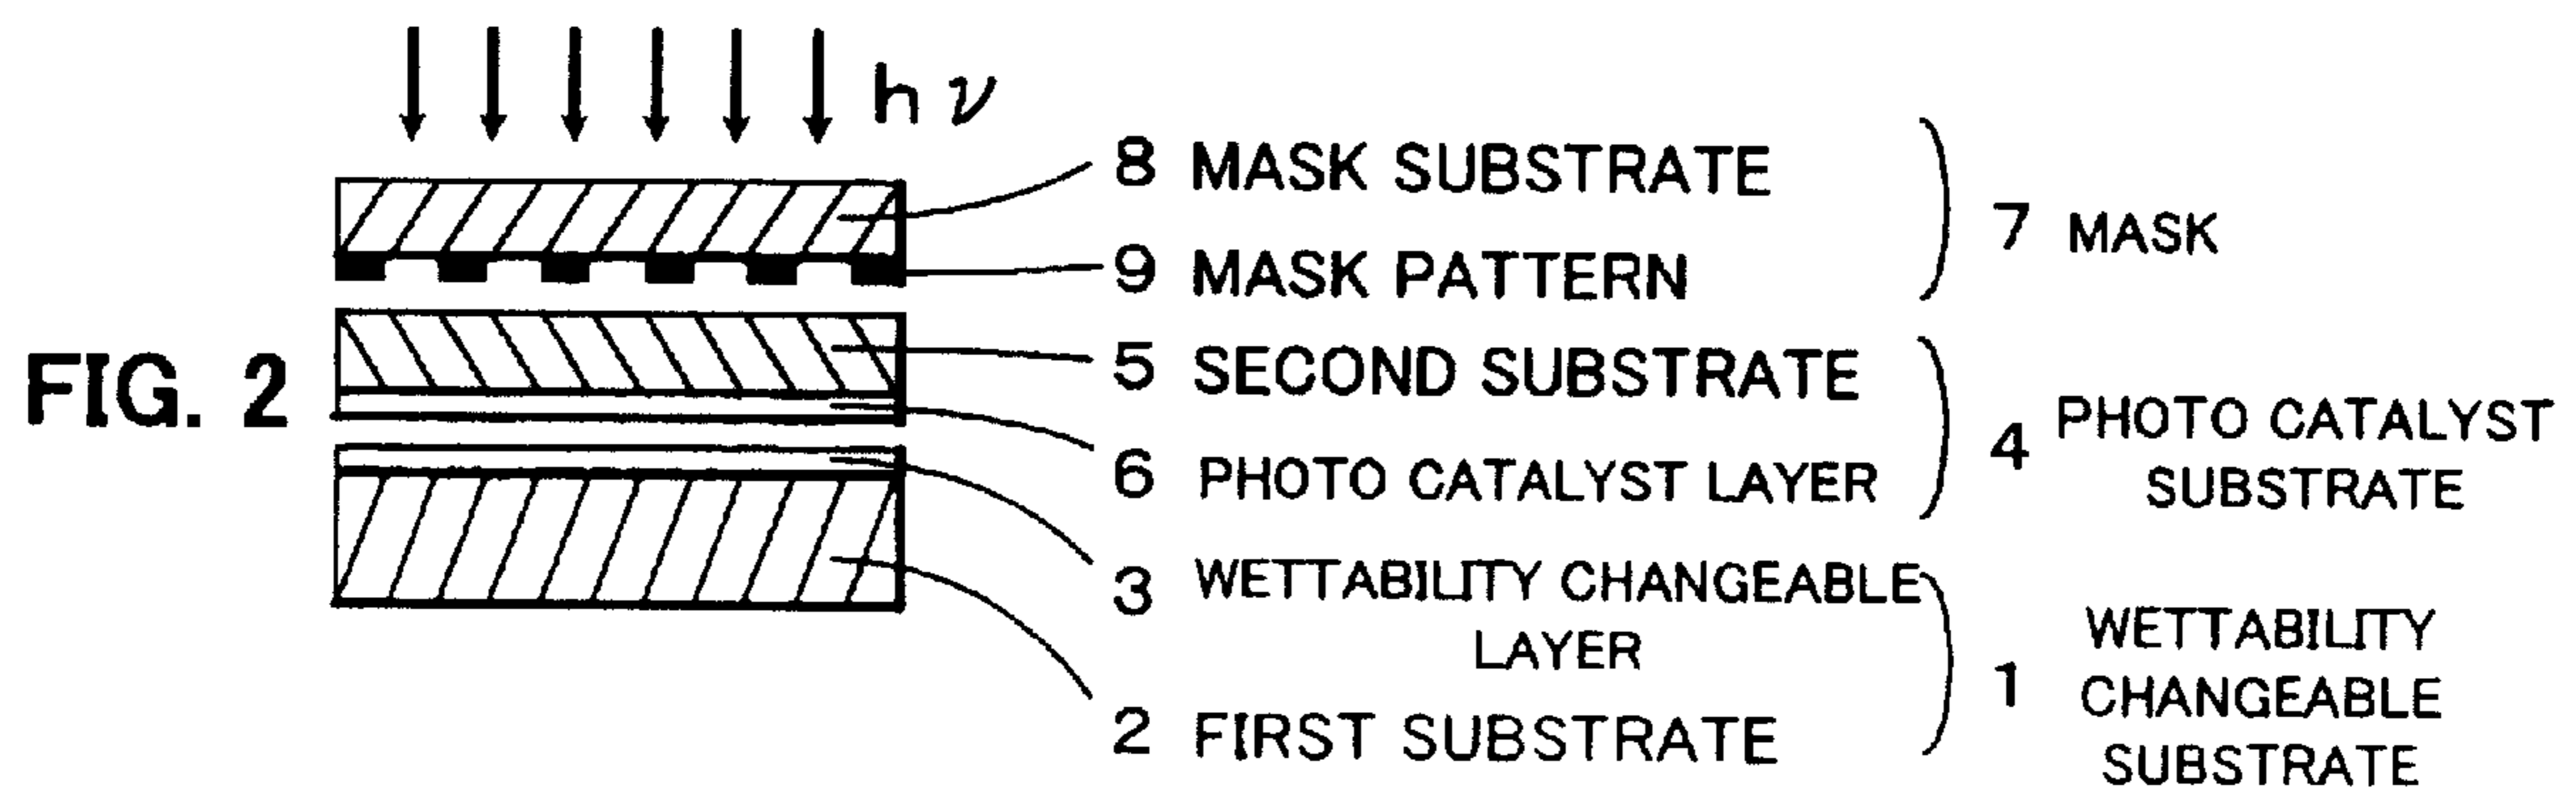 h ν
8 MASK SUBSTRATE
7 MASK
9 MASK PATTERN
FIG. 2
5 SECOND SUBSTRATE
4 PHOTO CATALYST
SUBSTRATE
6 PHOTO CATALYST LAYER
3 WETTABILITY CHANGEABLE
LAYER
1 WETTABILITY
CHANGEABLE
SUBSTRATE
2 FIRST SUBSTRATE